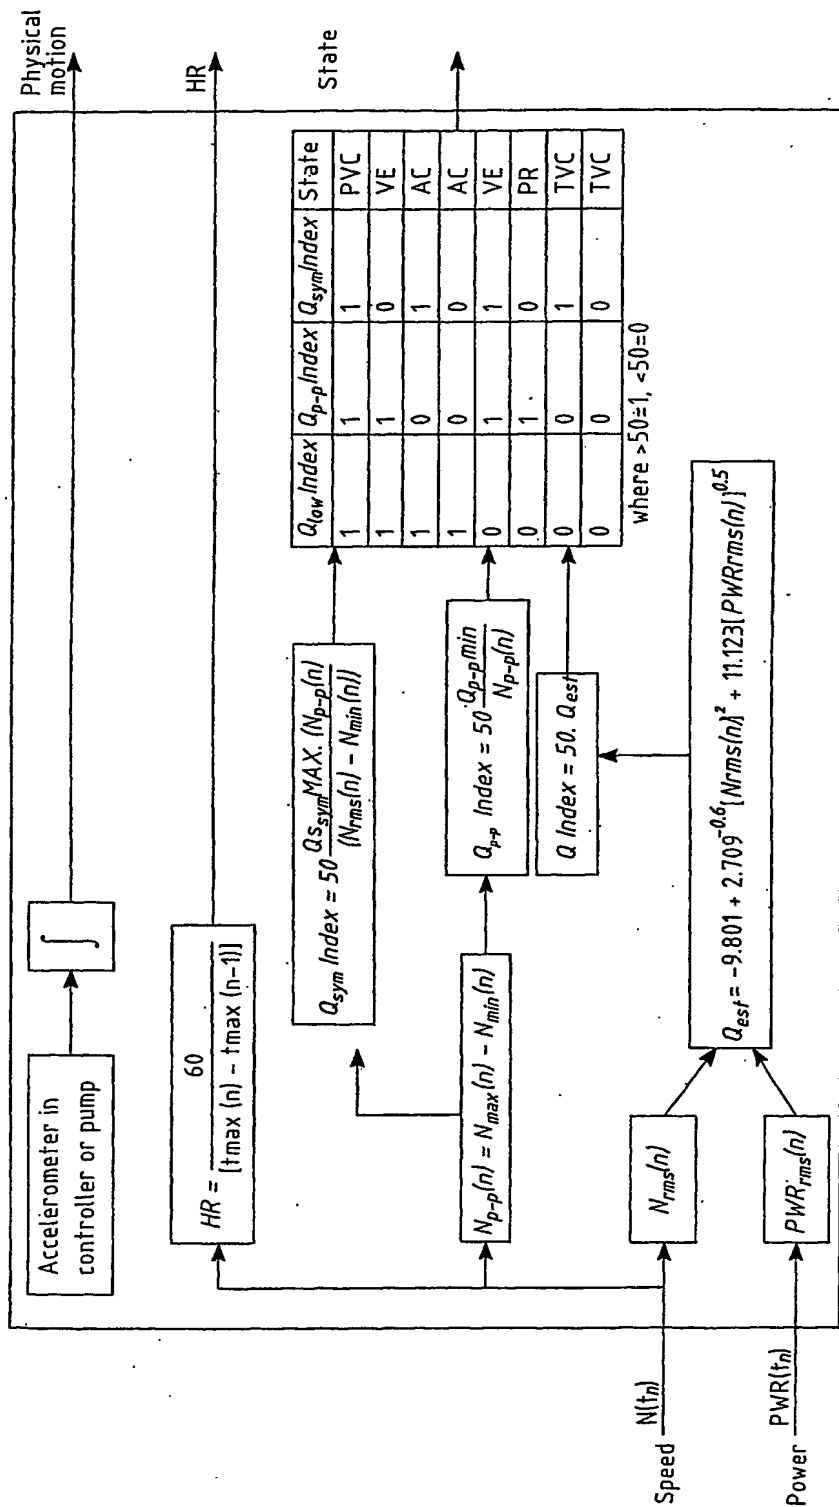 Physical
motion
HR
State
Accelerometer in
controller or pump
∫
HR = 60 / [tmax (n) − tmax (n−1)]
Q_sym Index = 50 Qs_symMAX. (N_p-p(n) / (N_rms(n) − N_min(n))
N_p-p(n) = N_max(n) − N_min(n)
Q_p-p Index = 50 Q_p-p min / N_p-p(n)
Q Index = 50. Q_est
Q_low Index Q_p-p Index Q_sym Index State
1 1 1 PVC
1 1 0 VE
1 0 1 AC
1 0 0 AC
0 1 1 VE
0 1 0 PR
0 0 1 TVC
0 0 0 TVC
where >50±1, <50±0
Speed N(t_n)
N_rms(n)
Power PWR(t_n)
PWR_rms(n)
Q_est = −9.801 + 2.709^−0.6 [Nrms(n)]^2 + 11.123[PWRrms(n)]^0.5